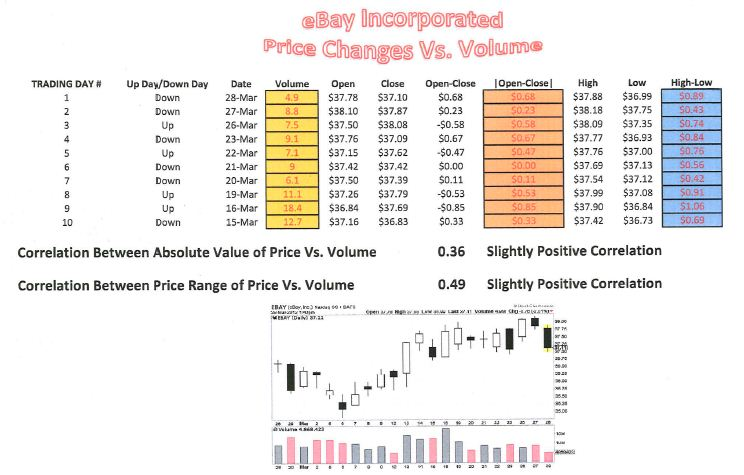 eBay Incorporated
Price Changes Vs. Volume
TRADING DAY # Up Day/Down Day Date Volume Open Close Open-Close |Open-Close| High Low High-Low
1 Down 28-Mar 4.9 $37.78 $37.10 $0.68 $0.68 $37.88 $36.99 $0.89
2 Down 27-Mar 8.8 $38.10 $37.87 $0.23 $0.23 $38.18 $37.75 $0.43
3 Up 26-Mar 7.5 $37.50 $38.08 -$0.58 $0.58 $38.09 $37.35 $0.74
4 Down 23-Mar 9.1 $37.76 $37.09 $0.67 $0.67 $37.77 $36.93 $0.84
5 Up 22-Mar 7.1 $37.15 $37.62 -$0.47 $0.47 $37.76 $37.00 $0.76
6 Down 21-Mar 9 $37.42 $37.42 $0.00 $0.00 $37.69 $37.13 $0.56
7 Down 20-Mar 6.1 $37.50 $37.39 $0.11 $0.11 $37.54 $37.12 $0.42
8 Up 19-Mar 11.1 $37.26 $37.79 -$0.53 $0.53 $37.99 $37.08 $0.91
9 Up 16-Mar 18.4 $36.84 $37.69 -$0.85 $0.85 $37.90 $36.84 $1.06
10 Down 15-Mar 12.7 $37.16 $36.83 $0.33 $0.33 $37.42 $36.73 $0.69
Correlation Between Absolute Value of Price Vs. Volume 0.36 Slightly Positive Correlation
Correlation Between Price Range of Price Vs. Volume 0.49 Slightly Positive Correlation
EBAY (eBay, Inc.)
EBAY (Daily)
Volume 4,868,423